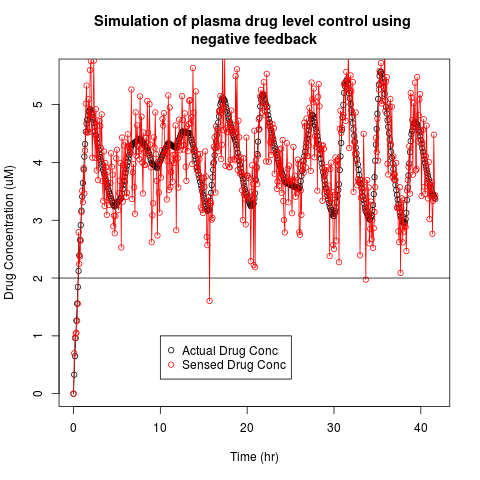 Simulation of plasma drug level control using
negative feedback
Drug Concentration (uM)
5
4
3
2
1
0
Actual Drug Conc
Sensed Drug Conc
0 10 20 30 40
Time (hr)